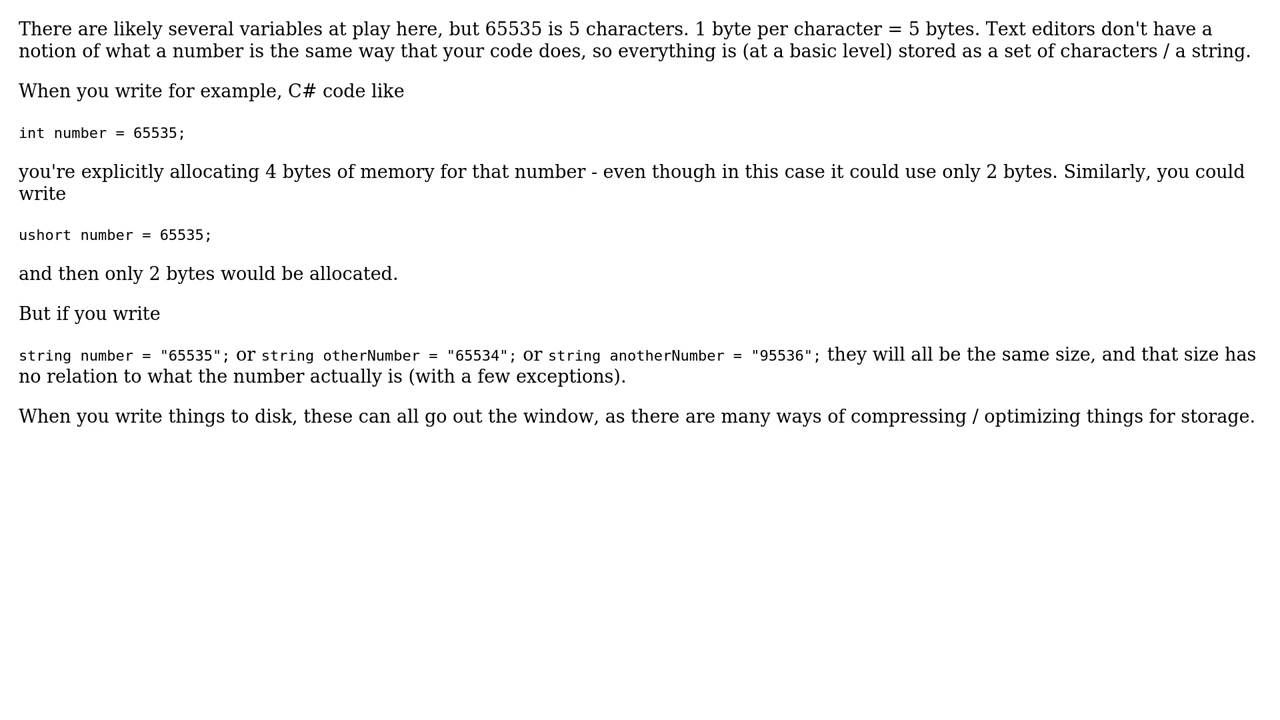 There are likely several variables at play here, but 65535 is 5 characters. 1 byte per character = 5 bytes. Text editors don't have a
notion of what a number is the same way that your code does, so everything is (at a basic level) stored as a set of characters / a string.
When you write for example, C# code like
int number = 65535;
you're explicitly allocating 4 bytes of memory for that number - even though in this case it could use only 2 bytes. Similarly, you could
write
ushort number = 65535;
and then only 2 bytes would be allocated.
But if you write
string number = "65535"; or string otherNumber = "65534"; or string anotherNumber = "95536"; they will all be the same size, and that size has
no relation to what the number actually is (with a few exceptions).
When you write things to disk, these can all go out the window, as there are many ways of compressing / optimizing things for storage.